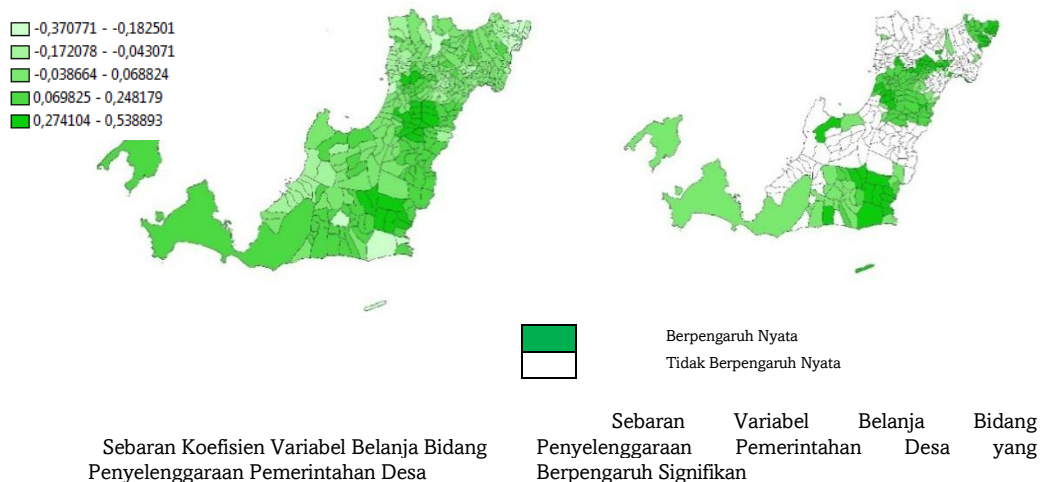 -0,370771 - -0,182501
-0,172078 - -0,043071
-0,038664 - 0,068824
0,069825 - 0,248179
0,274104 - 0,538893
Berpengaruh Nyata
Tidak Berpengaruh Nyata
Sebaran Koefisien Variabel Belanja Bidang
Penyelenggaraan Pemerintahan Desa
Sebaran Variabel Belanja Bidang
Penyelenggaraan Pemerintahan Desa yang
Berpengaruh Signifikan